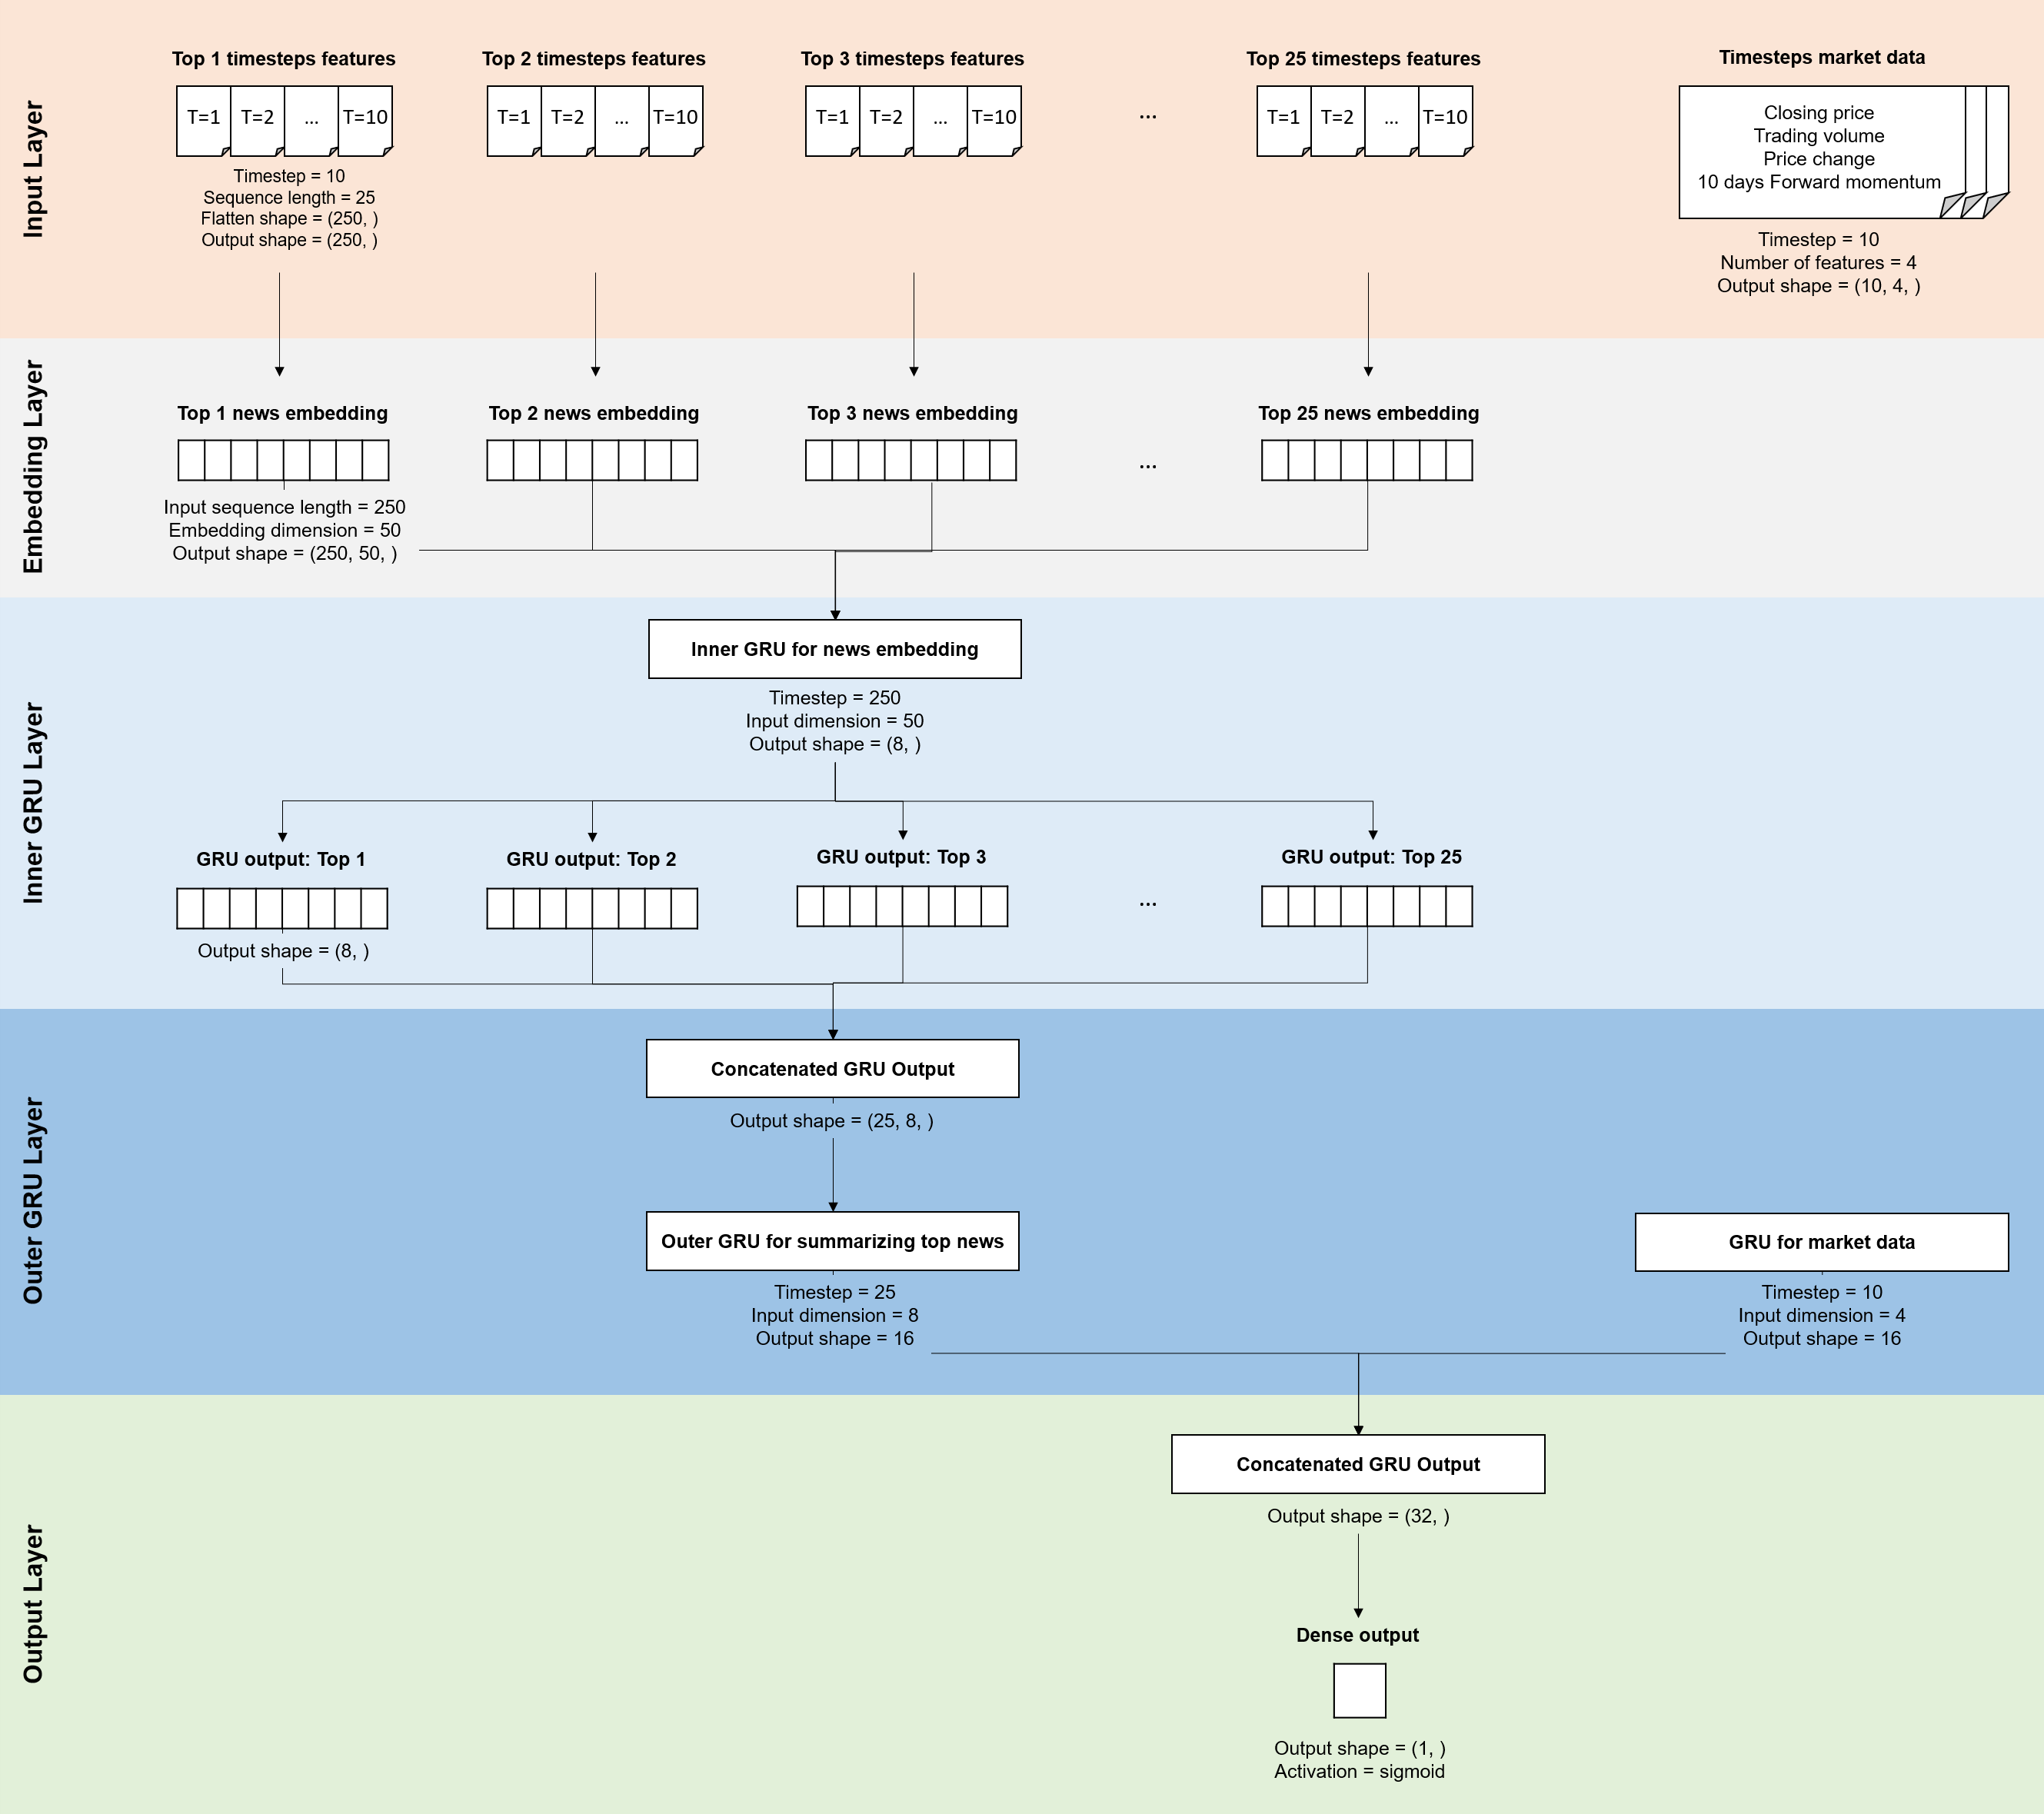 Input Layer
Top 1 timesteps features
T=1 T=2 ... T=10
Timestep = 10
Sequence length = 25
Flatten shape = (250, )
Output shape = (250, )
Top 2 timesteps features
T=1 T=2 ... T=10
Top 3 timesteps features
T=1 T=2 ... T=10
...
Top 25 timesteps features
T=1 T=2 ... T=10
Timesteps market data
Closing price
Trading volume
Price change
10 days Forward momentum
Timestep = 10
Number of features = 4
Output shape = (10, 4, )
Embedding Layer
Top 1 news embedding
Input sequence length = 250
Embedding dimension = 50
Output shape = (250, 50, )
Top 2 news embedding
Top 3 news embedding
...
Top 25 news embedding
Inner GRU Layer
Inner GRU for news embedding
Timestep = 250
Input dimension = 50
Output shape = (8, )
GRU output: Top 1
Output shape = (8, )
GRU output: Top 2
GRU output: Top 3
...
GRU output: Top 25
Outer GRU Layer
Concatenated GRU Output
Output shape = (25, 8, )
Outer GRU for summarizing top news
Timestep = 25
Input dimension = 8
Output shape = 16
GRU for market data
Timestep = 10
Input dimension = 4
Output shape = 16
Output Layer
Concatenated GRU Output
Output shape = (32, )
Dense output
Output shape = (1, )
Activation = sigmoid